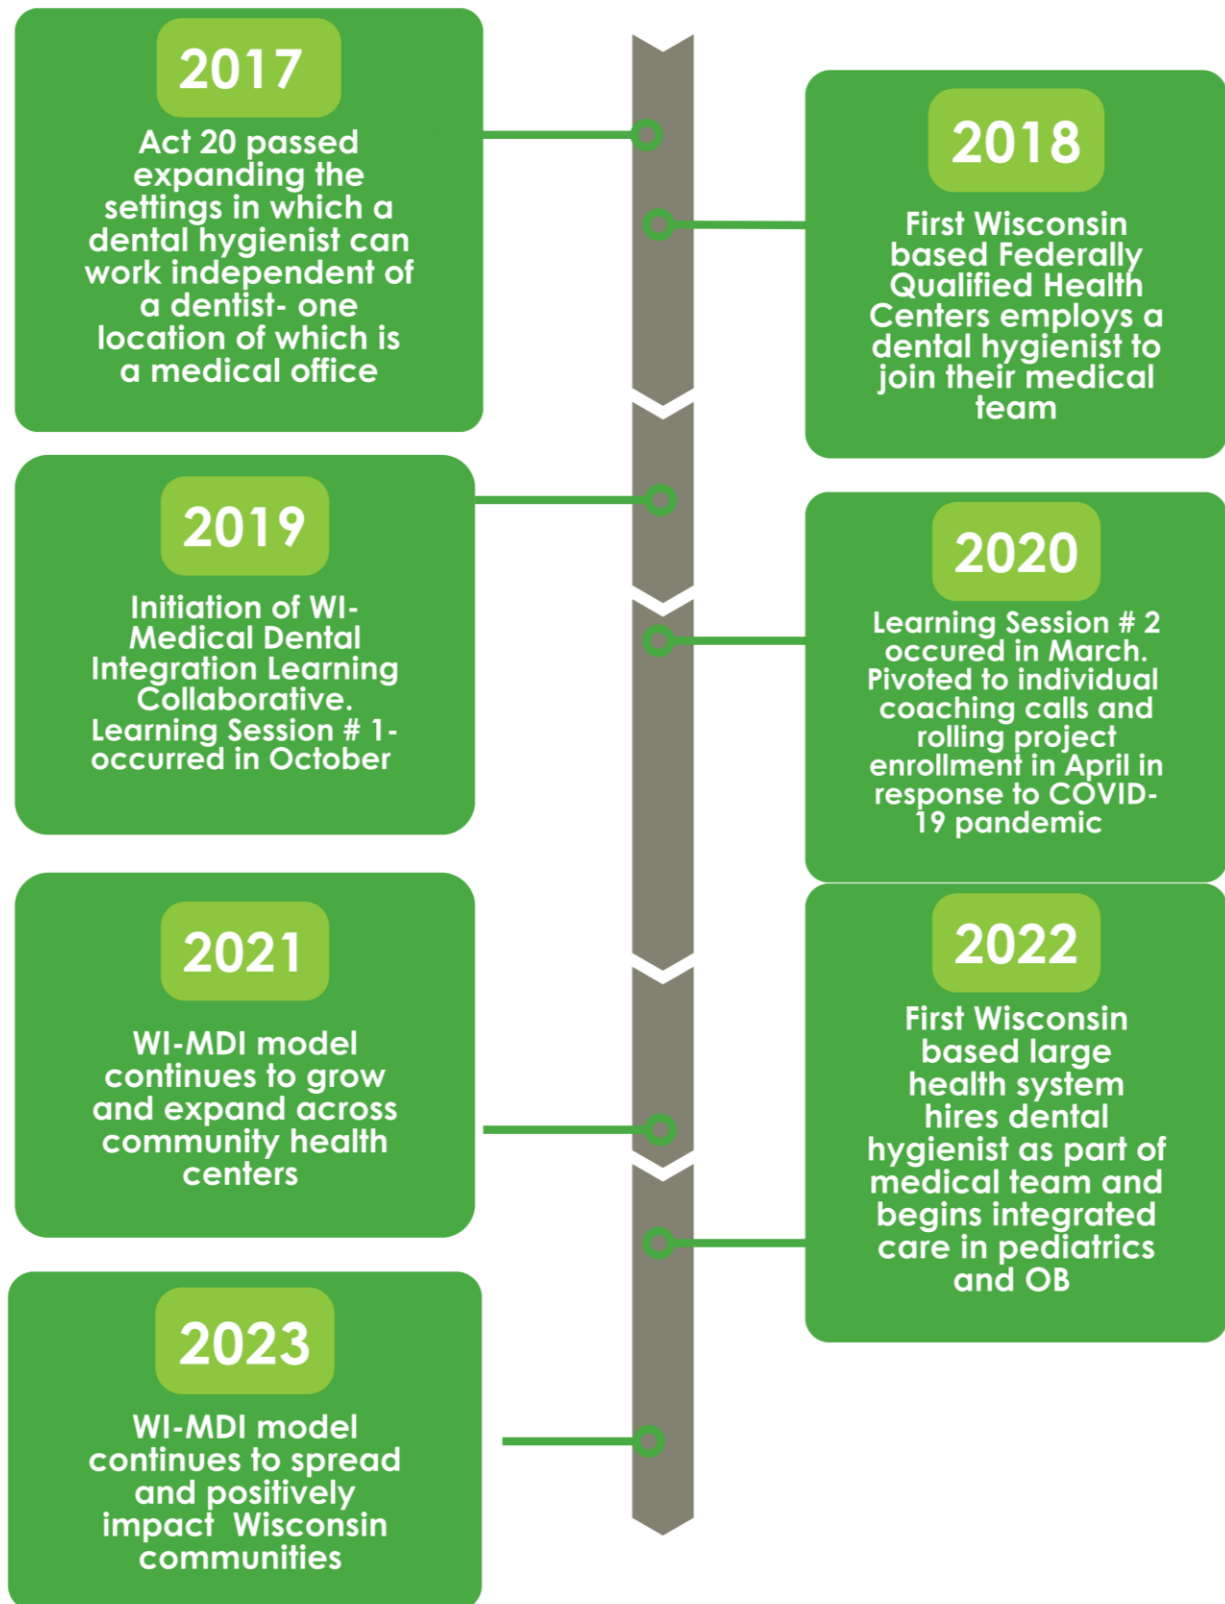 2017
Act 20 passed
expanding the
settings in which a
dental hygienist can
work independent of
a dentist- one
location of which is
a medical office
2018
First Wisconsin
based Federally
Qualified Health
Centers employs a
dental hygienist to
join their medical
team
2019
Initiation of WI-
Medical Dental
Integration Learning
Collaborative.
Learning Session # 1-
occurred in October
2020
Learning Session # 2
occured in March.
Pivoted to individual
coaching calls and
rolling project
enrollment in April in
response to COVID-
19 pandemic
2021
WI-MDI model
continues to grow
and expand across
community health
centers
2022
First Wisconsin
based large
health system
hires dental
hygienist as part of
medical team and
begins integrated
care in pediatrics
and OB
2023
WI-MDI model
continues to spread
and positively
impact  Wisconsin
communities